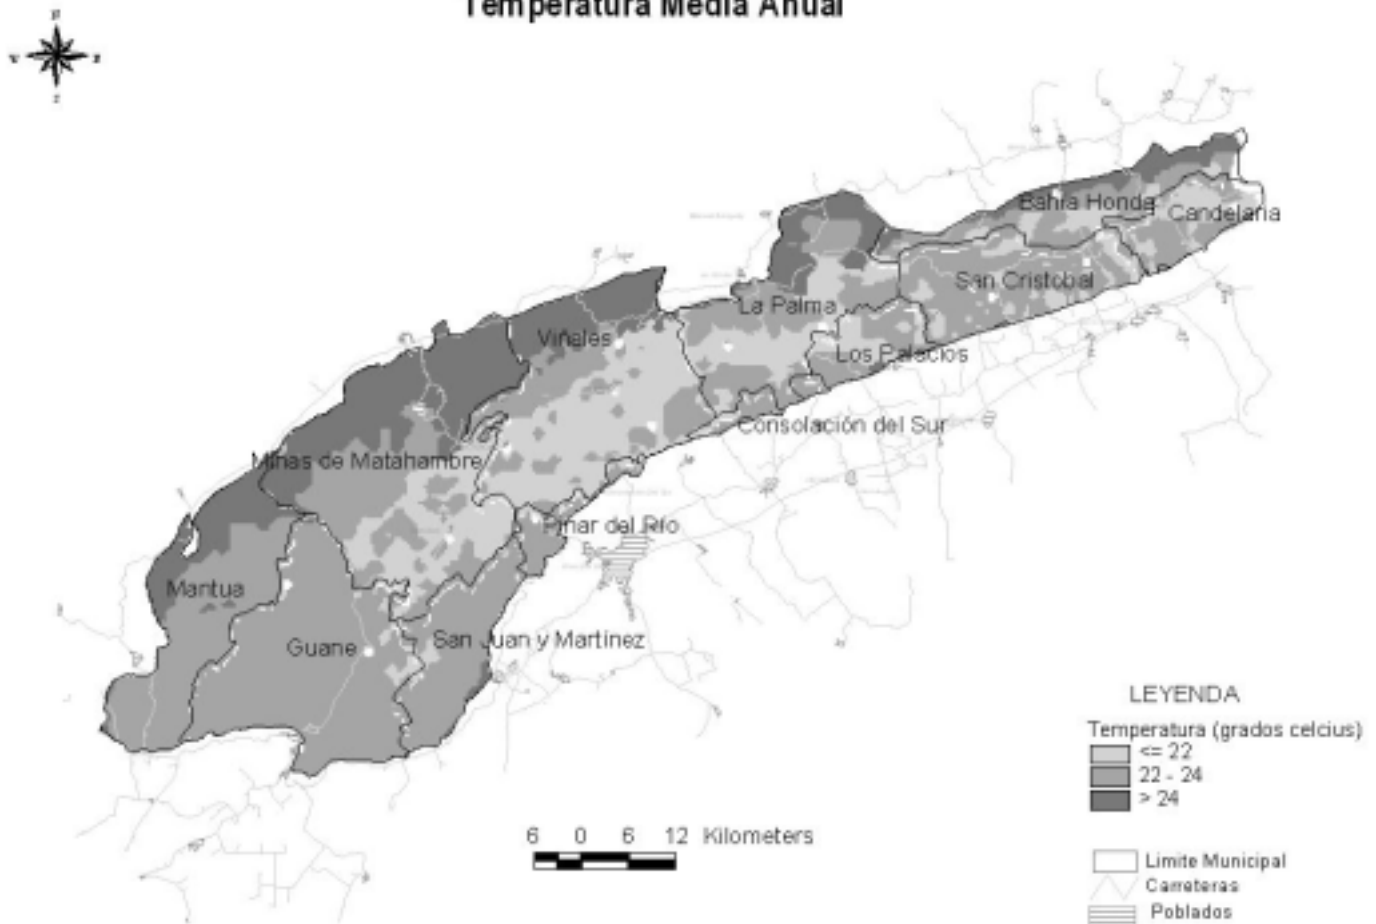 Temperatura Media Anual
Bahía Honda
Candelaria
San Cristobal
La Palma
Viñales
Los Palacios
Consolación del Sur
Minas de Matahambre
Pinar del Río
Mantua
San Juan y Martínez
Guane
LEYENDA
Temperatura (grados celcius)
<= 22
22 - 24
> 24
6 0 6 12 Kilometers
Limite Municipal
Carreteras
Poblados